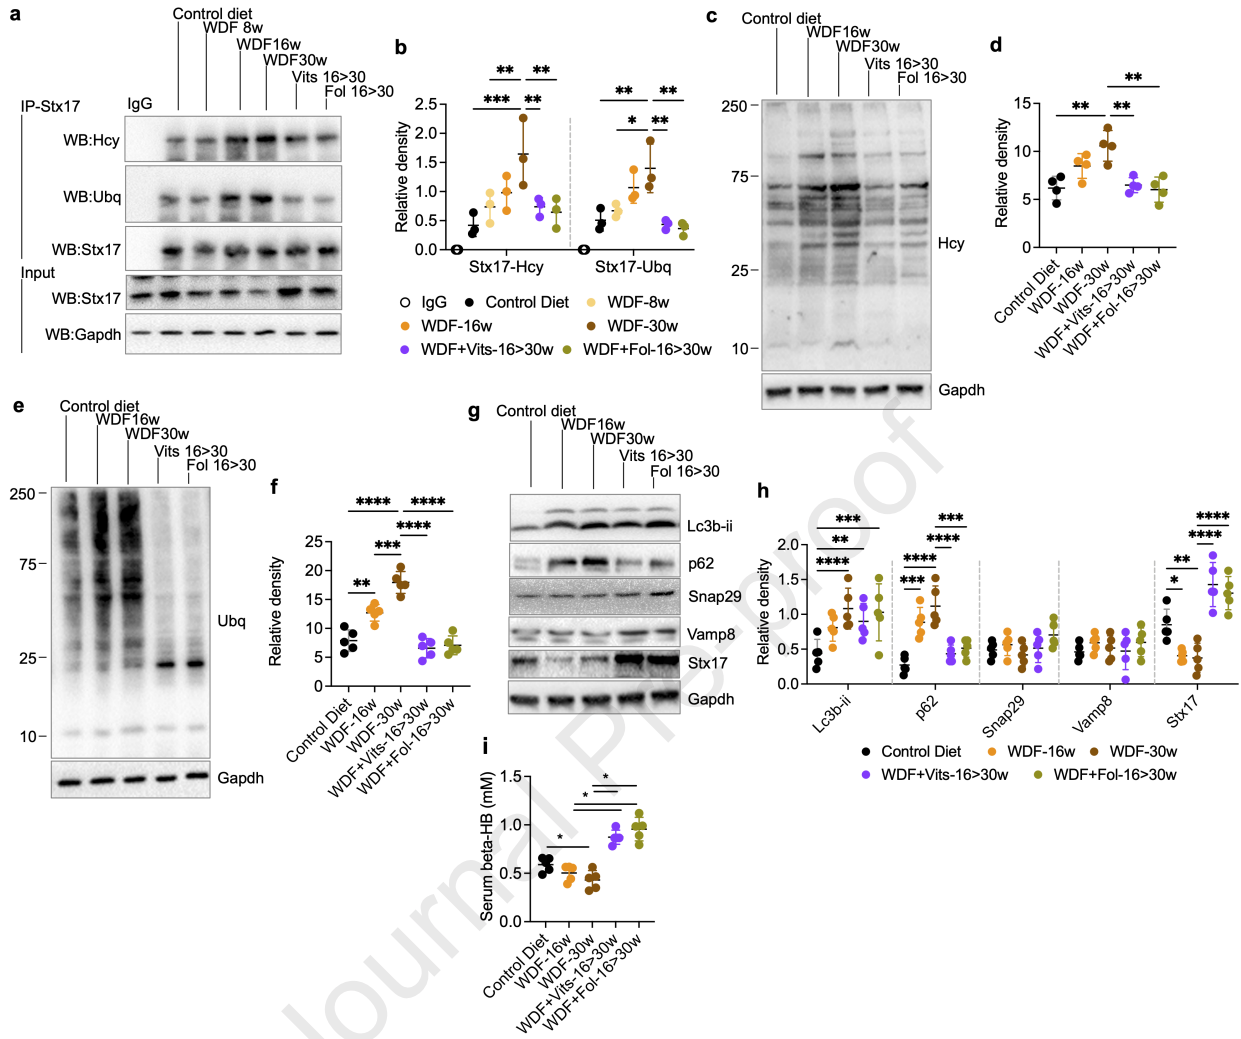 a
Control diet
WDF 8w
WDF16w
WDF30w
Vits 16>30
Fol 16>30
IP-Stx17
IgG
WB:Hcy
WB:Ubq
WB:Stx17
Input
WB:Stx17
WB:Gapdh
b
** **
*** **
** **
* **
Relative density
2.5
2.0
1.5
1.0
0.5
0.0
Stx17-Hcy Stx17-Ubq
IgG Control Diet WDF-8w
WDF-16w WDF-30w
WDF+Vits-16>30w WDF+Fol-16>30w
c
Control diet
WDF16w
WDF30w
Vits 16>30
Fol 16>30
250
75
25
10
Hcy
Gapdh
d
**
** **
Relative density
15
10
5
0
Control Diet
WDF-16w
WDF-30w
WDF+Vits-16>30w
WDF+Fol-16>30w
e
Control diet
WDF16w
WDF30w
Vits 16>30
Fol 16>30
250
75
25
10
Ubq
Gapdh
f
**** ****
****
***
**
Relative density
25
20
15
10
5
0
Control Diet
WDF-16w
WDF-30w
WDF+Vits-16>30w
WDF+Fol-16>30w
g
Control diet
WDF16w
WDF30w
Vits 16>30
Fol 16>30
Lc3b-ii
p62
Snap29
Vamp8
Stx17
Gapdh
h
***
**
****
***
****
****
***
****
****
**
*
Relative density
2.0
1.5
1.0
0.5
0.0
Lc3b-ii
p62
Snap29
Vamp8
Stx17
Control Diet WDF-16w WDF-30w
WDF+Vits-16>30w WDF+Fol-16>30w
i
*
*
*
Serum beta-HB (mM)
1.5
1.0
0.5
0.0
Control Diet
WDF-16w
WDF-30w
WDF+Vits-16>30w
WDF+Fol-16>30w
Journal Pre-proof